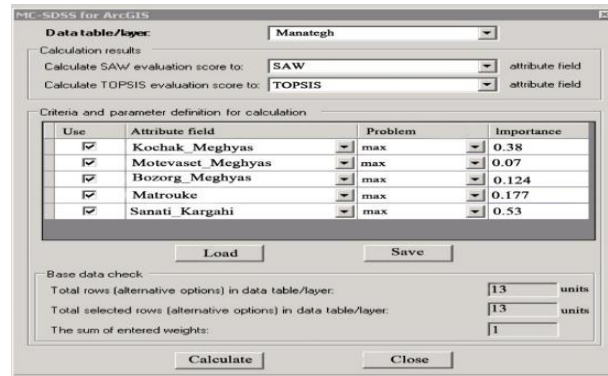 MC-SDSS for ArcGIS
Data table/layer: Manategh
Calculation results
Calculate SAW evaluation score to: SAW attribute field
Calculate TOPSIS evaluation score to: TOPSIS attribute field
Criteria and parameter definition for calculation
Use Attribute field Problem Importance
Kochak_Meghyas max 0.38
Motevaset_Meghyas max 0.07
Bozorg_Meghyas max 0.124
Matrouke max 0.177
Sanati_Kargahi max 0.53
Load Save
Base data check
Total rows (alternative options) in data table/layer: 13 units
Total selected rows (alternative options) in data table/layer: 13 units
The sum of entered weights: 1
Calculate Close